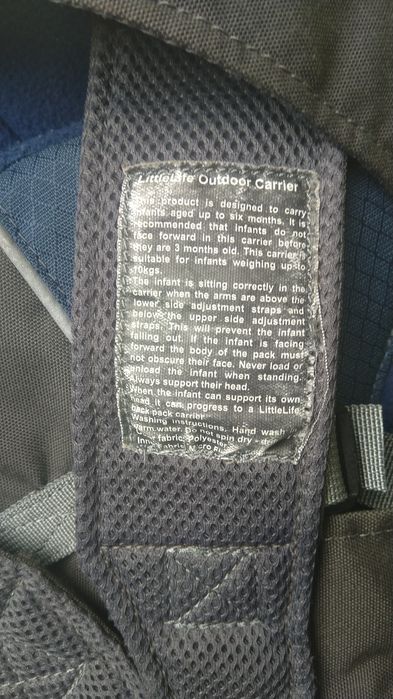 LittleLife Outdoor Carrier
This product is designed to carry
infants aged up to six months. It is
recommended that infants do not
face forward in this carrier before
they are 3 months old. This carrier is
suitable for infants weighing up to
10kgs.
The infant is sitting correctly in the
carrier when the arms are above the
lower side adjustment straps and
below the upper side adjustment
straps. This will prevent the infant
falling out. If the infant is facing
forward the body of the pack must
not obscure their face. Never load or
unload the infant when standing.
Always support their head.
When the infant can support its own
head it can progress to a LittleLife
back pack carrier.
Washing instructions. Hand wash
warm water. Do not spin dry -
Inner fabric. Polyester